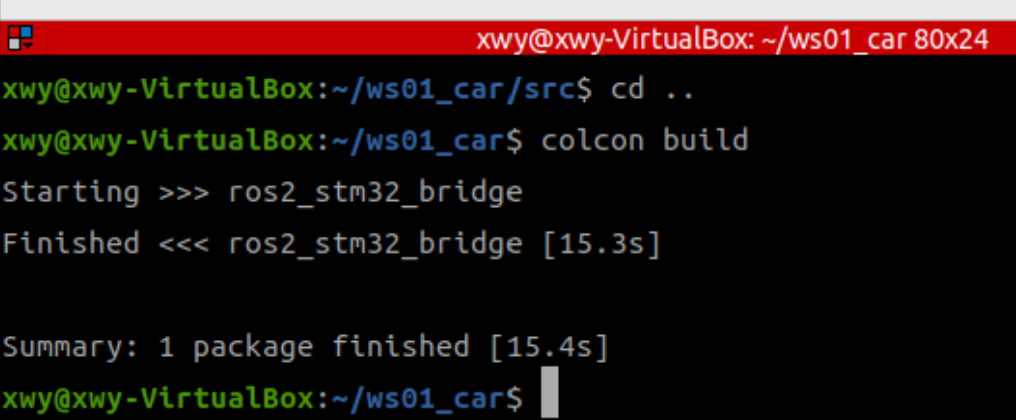 xwy@xwy-VirtualBox: ~/ws01_car 80x24
xwy@xwy-VirtualBox:~/ws01_car/src$ cd ..
xwy@xwy-VirtualBox:~/ws01_car$ colcon build
Starting >>> ros2_stm32_bridge
Finished <<< ros2_stm32_bridge [15.3s]
Summary: 1 package finished [15.4s]
xwy@xwy-VirtualBox:~/ws01_car$